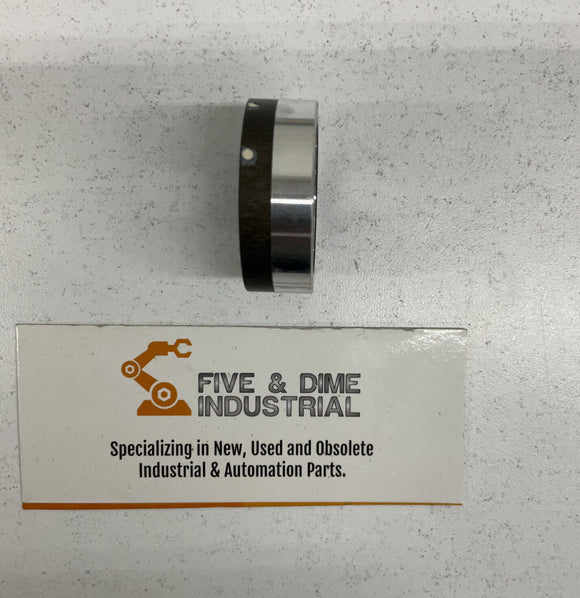 FIVE & DIME
INDUSTRIAL
Specializing in New, Used and Obsolete
Industrial & Automation Parts.